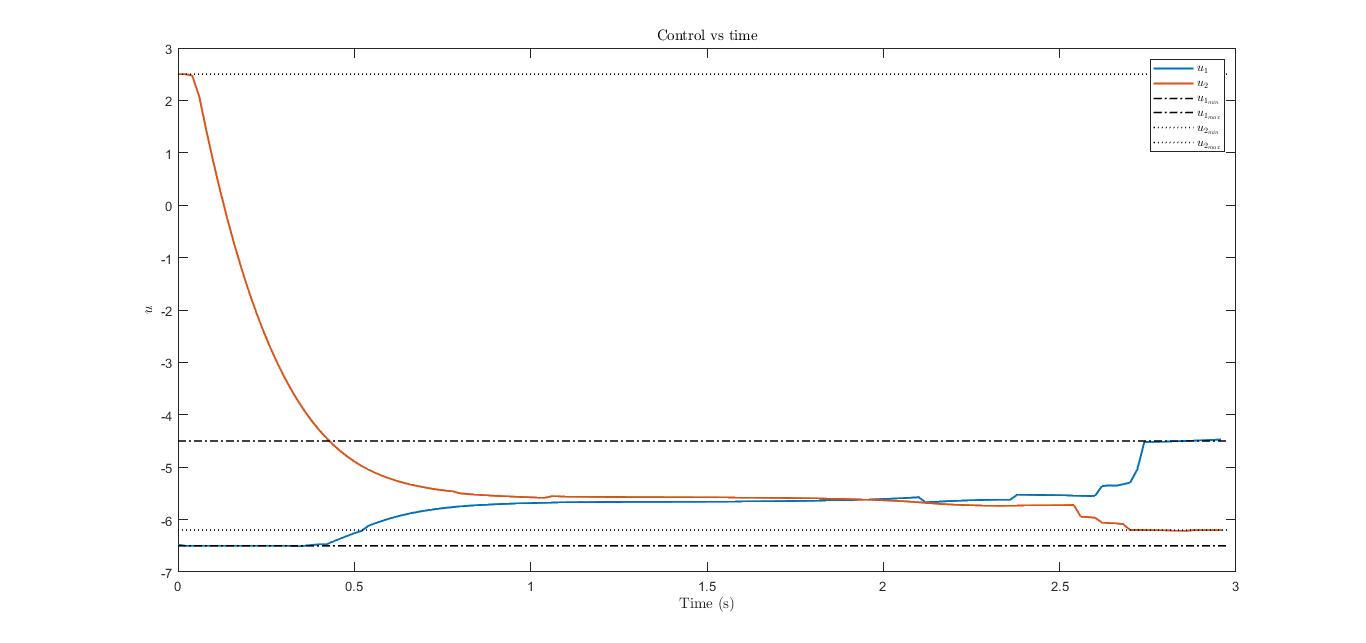 Control vs time
3
2
1
0
-1
-2
-3
-4
-5
-6
-7
u
0
0.5
1
1.5
2
2.5
3
Time (s)
u₁
u₂
u₁ₘᵢₙ
u₁ₘₐₓ
u₂ₘᵢₙ
u₂ₘₐₓ